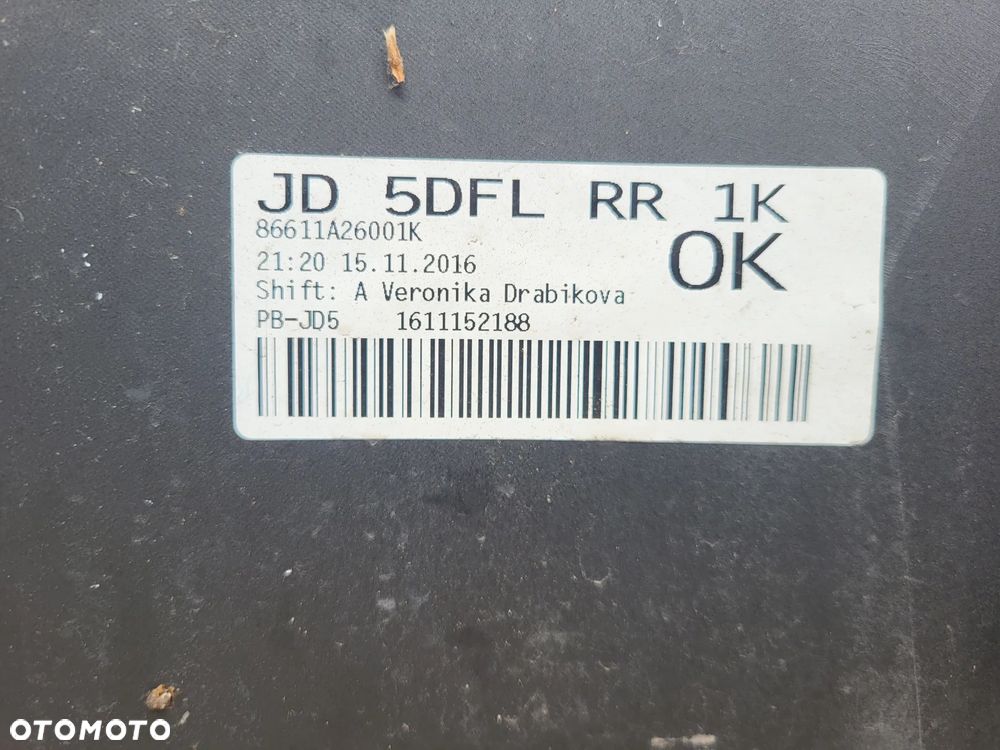 JD 5DFL RR 1K
86611A26001K
OK
21:20 15.11.2016
Shift: A Veronika Drabikova
PB-JD5 1611152188
OTOMOTO